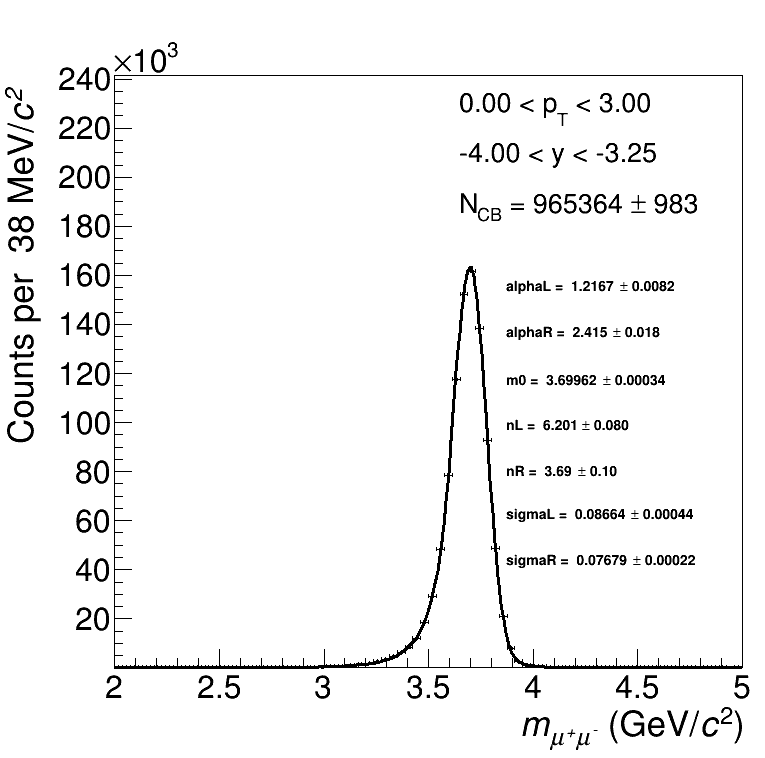 ×10³
240
220
200
180
160
140
120
100
80
60
40
20
Counts per 38 MeV/c²
0.00 < p_T < 3.00
-4.00 < y < -3.25
N_CB = 965364 ± 983
alphaL = 1.2167 ± 0.0082
alphaR = 2.415 ± 0.018
m0 = 3.69962 ± 0.00034
nL = 6.201 ± 0.080
nR = 3.69 ± 0.10
sigmaL = 0.08664 ± 0.00044
sigmaR = 0.07679 ± 0.00022
2 2.5 3 3.5 4 4.5 5
m_μ⁺μ⁻ (GeV/c²)